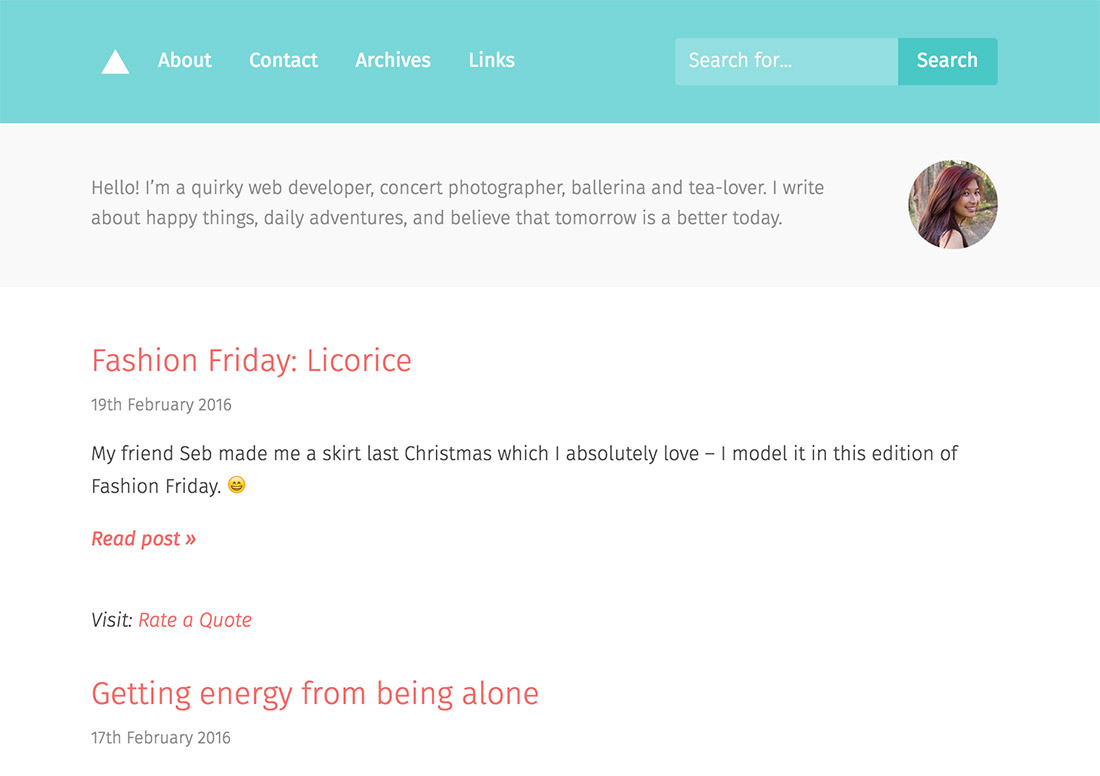 About Contact Archives Links Search for... Search
Hello! I’m a quirky web developer, concert photographer, ballerina and tea-lover. I write
about happy things, daily adventures, and believe that tomorrow is a better today.
Fashion Friday: Licorice
19th February 2016
My friend Seb made me a skirt last Christmas which I absolutely love – I model it in this edition of
Fashion Friday. 😄
Read post »
Visit: Rate a Quote
Getting energy from being alone
17th February 2016